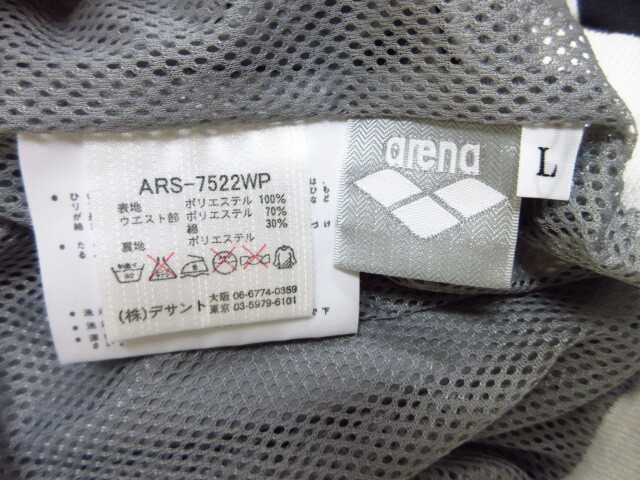 arena
L
ARS-7522WP
表地 ポリエステル 100%
ウエスト部 ポリエステル 70%
綿 30%
裏地 ポリエステル
(株)デサント 大阪 06-6774-0359
東京 03-5979-6101